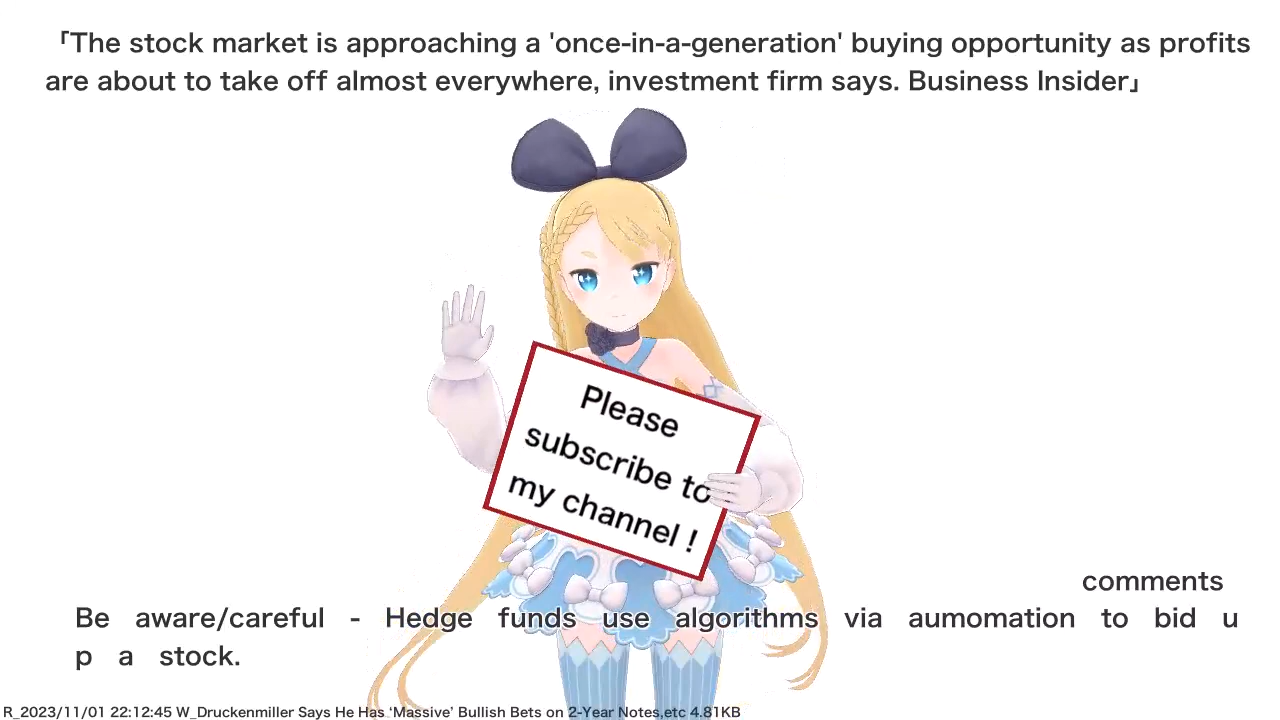 「The stock market is approaching a 'once-in-a-generation' buying opportunity as profits
are about to take off almost everywhere, investment firm says. Business Insider」
Please
subscribe to
my channel !
comments
Be aware/careful - Hedge funds use algorithms via aumomation to bid u
p a stock.
R_2023/11/01 22:12:45 W_Druckenmiller Says He Has ‘Massive’ Bullish Bets on 2-Year Notes,etc 4.81KB